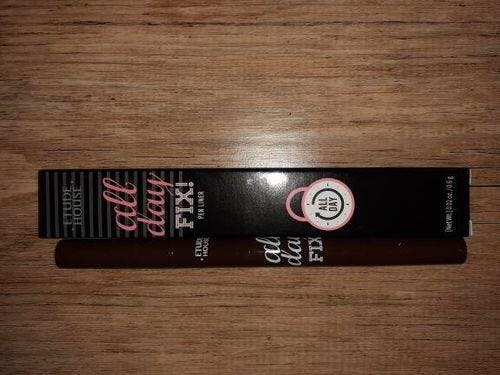 ETUDE
HOUSE
all
day
FIX!
PEN LINER
ALL
DAY
[Net Wt.] 0.02 oz. / 0.6 g
ETUDE
HOUSE
all
day
FIX!